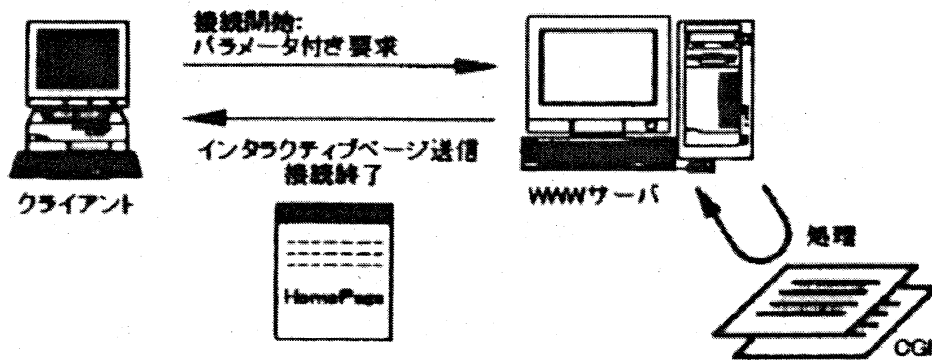 接続開始:
パラメータ付き要求
インタラクティブページ送信
接続終了
クライアント
WWWサーバ
処理
HomePage
CGI